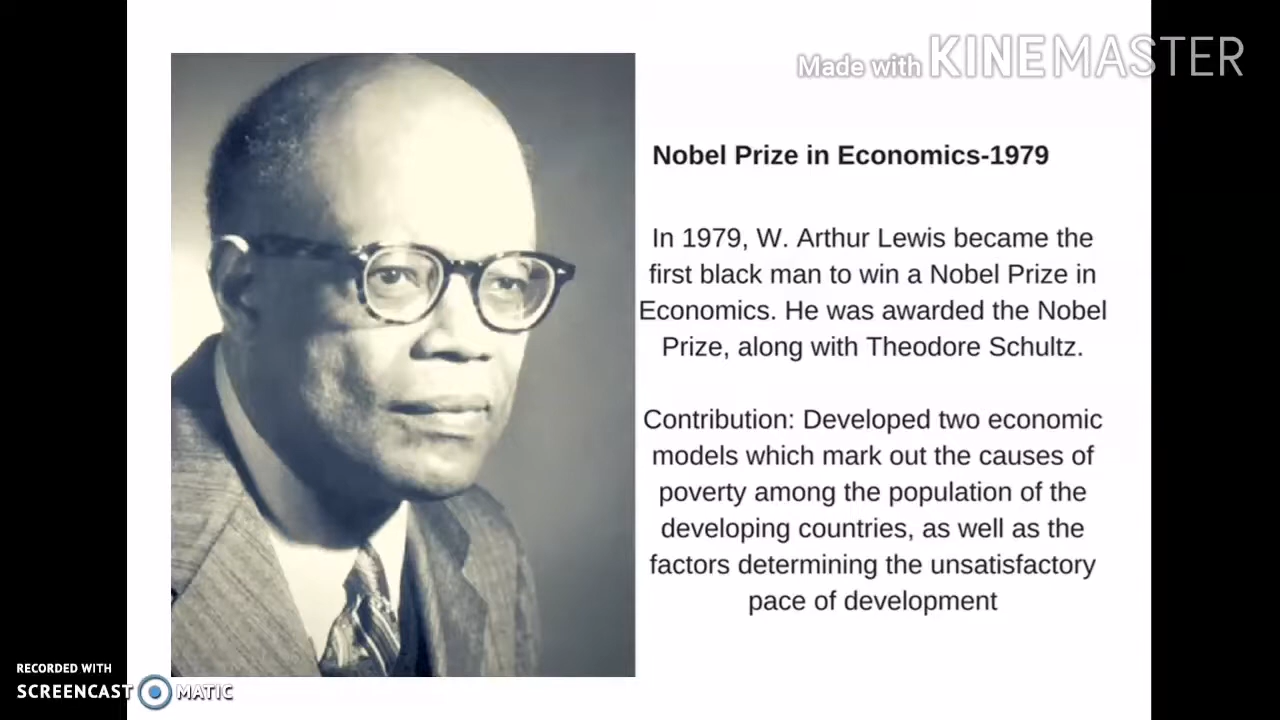 Made with KINEMASTER
Nobel Prize in Economics-1979
In 1979, W. Arthur Lewis became the
first black man to win a Nobel Prize in
Economics. He was awarded the Nobel
Prize, along with Theodore Schultz.
Contribution: Developed two economic
models which mark out the causes of
poverty among the population of the
developing countries, as well as the
factors determining the unsatisfactory
pace of development
RECORDED WITH
SCREENCAST MATIC